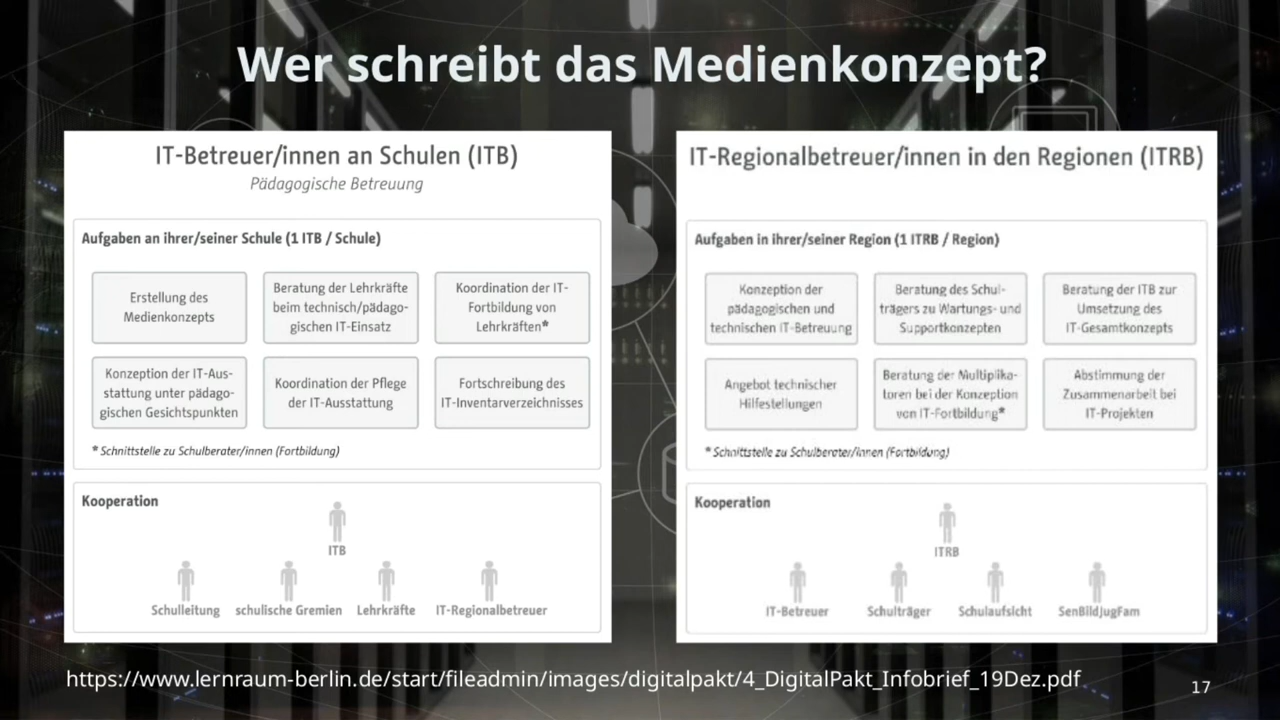 Wer schreibt das Medienkonzept?
IT-Betreuer/innen an Schulen (ITB)
Pädagogische Betreuung
Aufgaben an ihrer/seiner Schule (1 ITB / Schule)
Erstellung des
Medienkonzepts
Beratung der Lehrkräfte
beim technisch/pädago-
gischen IT-Einsatz
Koordination der IT-
Fortbildung von
Lehrkräften*
Konzeption der IT-Aus-
stattung unter pädago-
gischen Gesichtspunkten
Koordination der Pflege
der IT-Ausstattung
Fortschreibung des
IT-Inventarverzeichnisses
* Schnittstelle zu Schulberater/innen (Fortbildung)
Kooperation
ITB
Schulleitung
schulische Gremien
Lehrkräfte
IT-Regionalbetreuer
IT-Regionalbetreuer/innen in den Regionen (ITRB)
Aufgaben in ihrer/seiner Region (1 ITRB / Region)
Konzeption der
pädagogischen und
technischen IT-Betreuung
Beratung des Schul-
trägers zu Wartungs- und
Supportkonzepten
Beratung der ITB zur
Umsetzung des
IT-Gesamtkonzepts
Angebot technischer
Hilfestellungen
Beratung der Multiplika-
toren bei der Konzeption
von IT-Fortbildung*
Abstimmung der
Zusammenarbeit bei
IT-Projekten
* Schnittstelle zu Schulberater/innen (Fortbildung)
Kooperation
ITRB
IT-Betreuer
Schulträger
Schulaufsicht
SenBildJugFam
https://www.lernraum-berlin.de/start/fileadmin/images/digitalpakt/4_DigitalPakt_Infobrief_19Dez.pdf
17